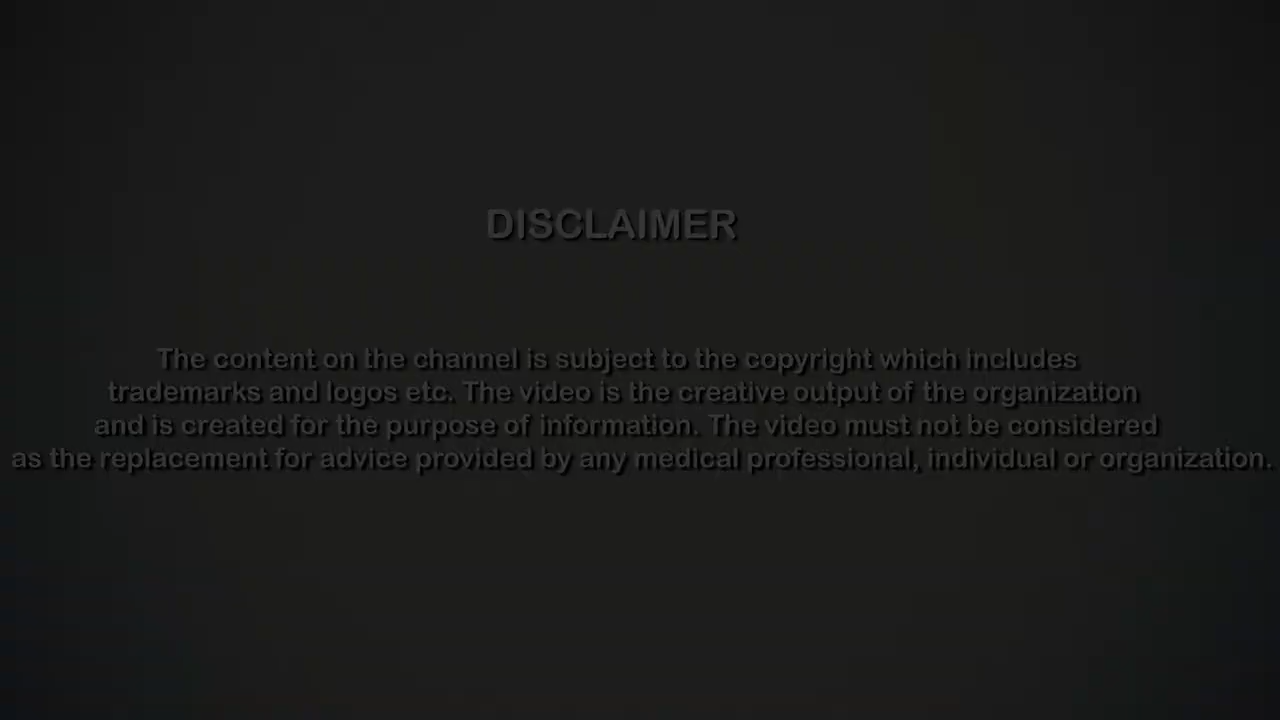 DISCLAIMER
The content on the channel is subject to the copyright which includes
trademarks and logos etc. The video is the creative output of the organization
and is created for the purpose of information. The video must not be considered
as the replacement for advice provided by any medical professional, individual or organization.